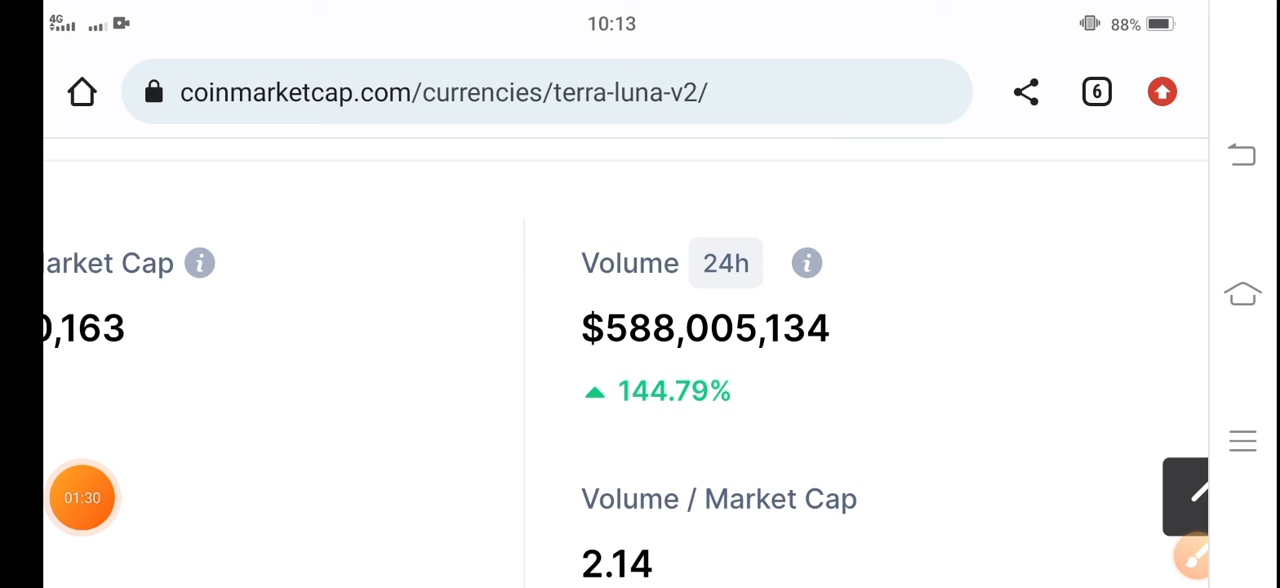 4G 10:13 88%
coinmarketcap.com/currencies/terra-luna-v2/ 6
arket Cap i Volume 24h i
0,163 $588,005,134
144.79%
01:30
Volume / Market Cap
2.14